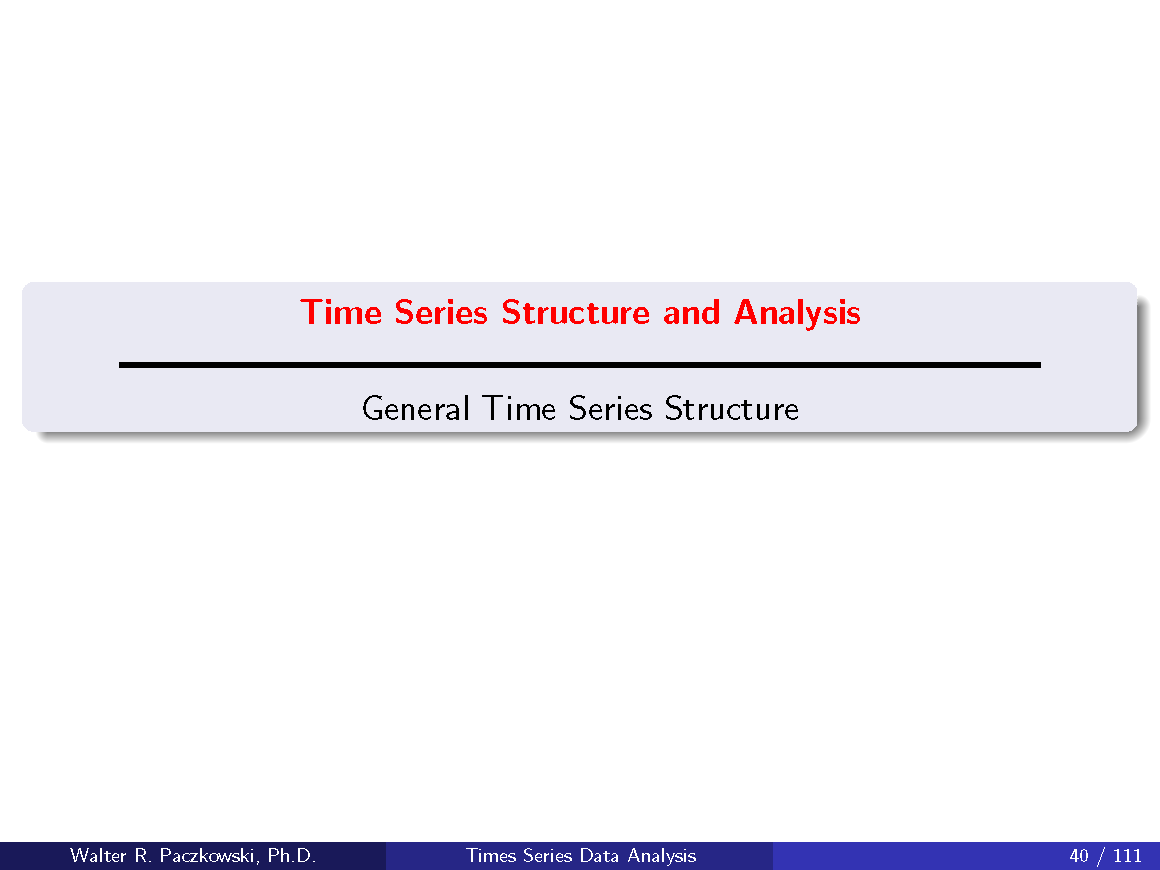 Time Series Structure and Analysis
General Time Series Structure
Walter R. Paczkowski, Ph.D.
Times Series Data Analysis
40 / 111